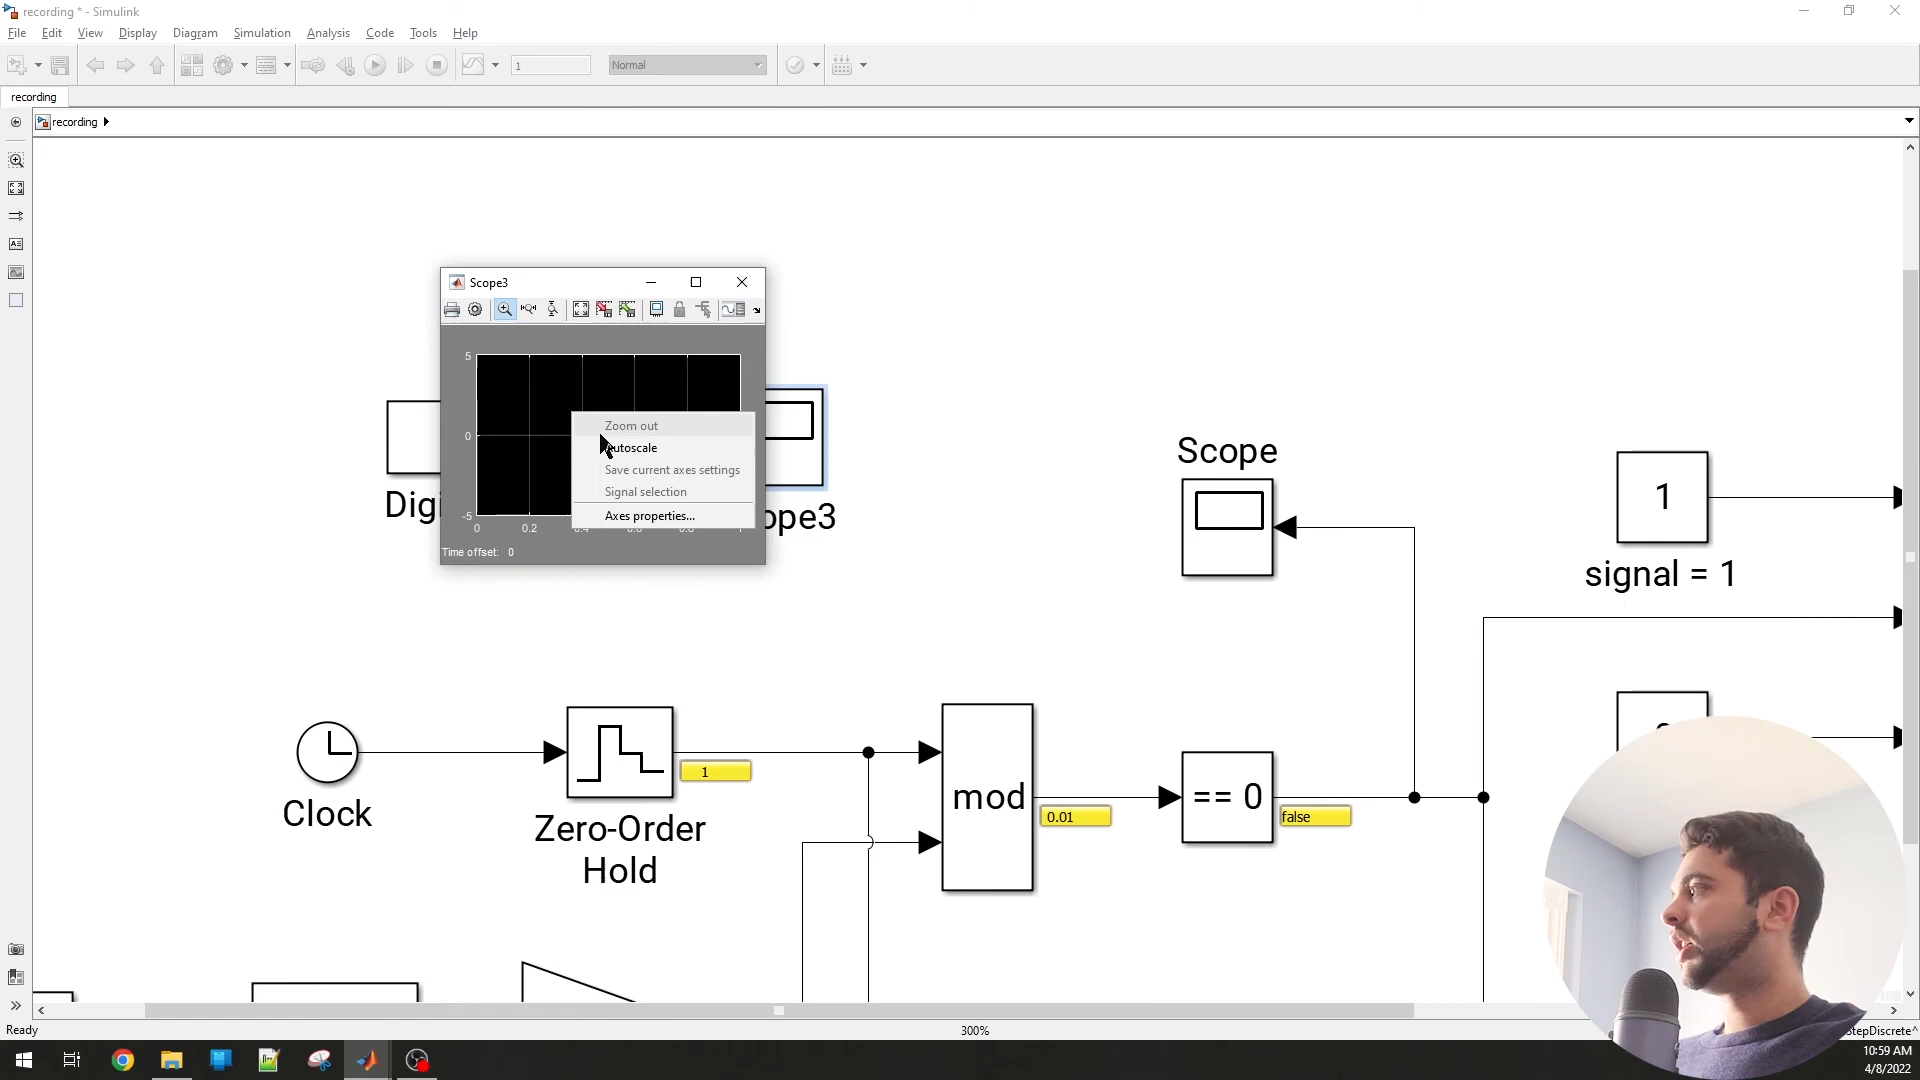 recording * - Simulink
File Edit View Display Diagram Simulation Analysis Code Tools Help
1 Normal
recording
recording
Scope3
5
0
-5
0 0.2
Time offset: 0
Zoom out
Autoscale
Save current axes settings
Signal selection
Axes properties...
Digi
ope3
Scope
1
signal = 1
Clock
Zero-Order
Hold
1
mod
0.01
== 0
false
Ready
300%
StepDiscrete
10:59 AM
4/8/2022